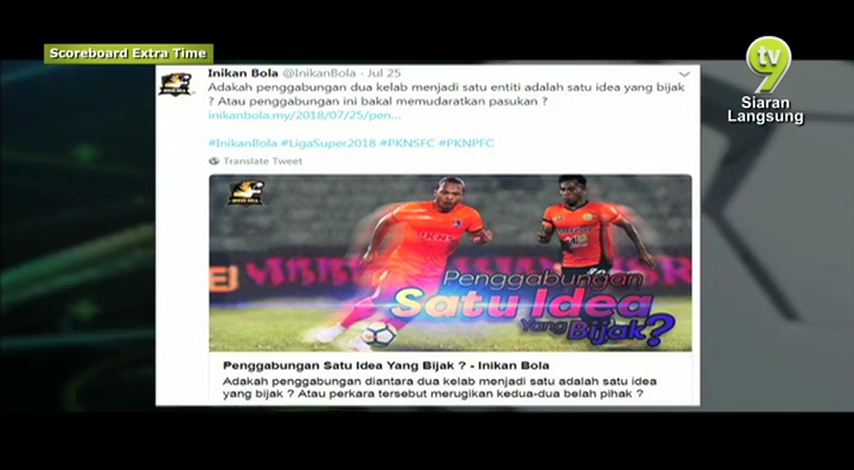 Scoreboard Extra Time
tv9
Siaran
Langsung
Inikan Bola @InikanBola · Jul 25
Adakah penggabungan dua kelab menjadi satu entiti adalah satu idea yang bijak
? Atau penggabungan ini bakal memudaratkan pasukan ?
inikanbola.my/2018/07/25/pen...
#InikanBola #LigaSuper2018 #PKNSFC #PKNPFC
Translate Tweet
INIKAN BOLA
PKNS
Penggabungan
Satu Idea
Yang Bijak?
Penggabungan Satu Idea Yang Bijak ? - Inikan Bola
Adakah penggabungan diantara dua kelab menjadi satu adalah satu idea
yang bijak ? Atau perkara tersebut merugikan kedua-dua belah pihak ?